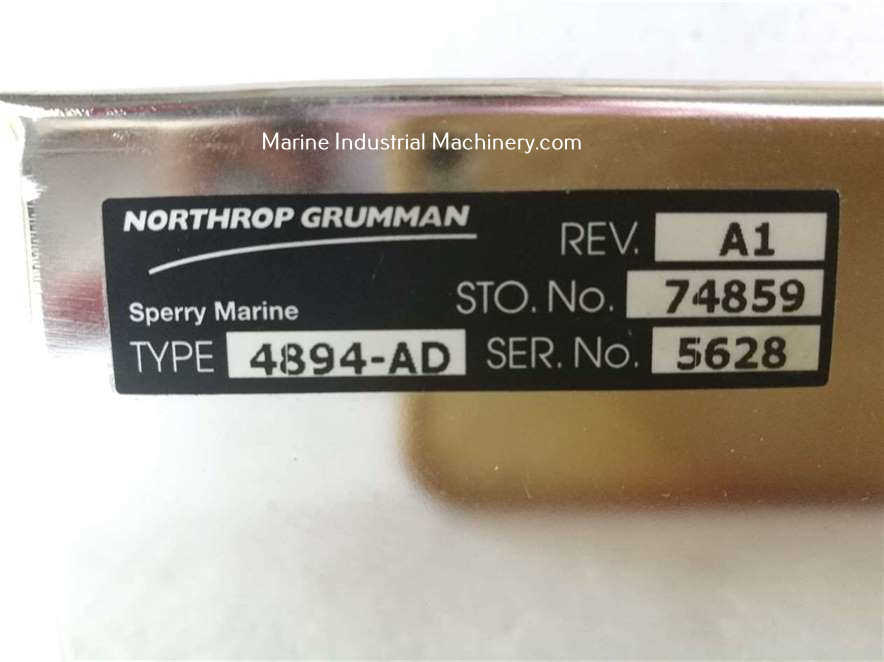 Marine Industrial Machinery.com
NORTHROP GRUMMAN
REV. A1
Sperry Marine
STO. No. 74859
TYPE 4894-AD SER. No. 5628